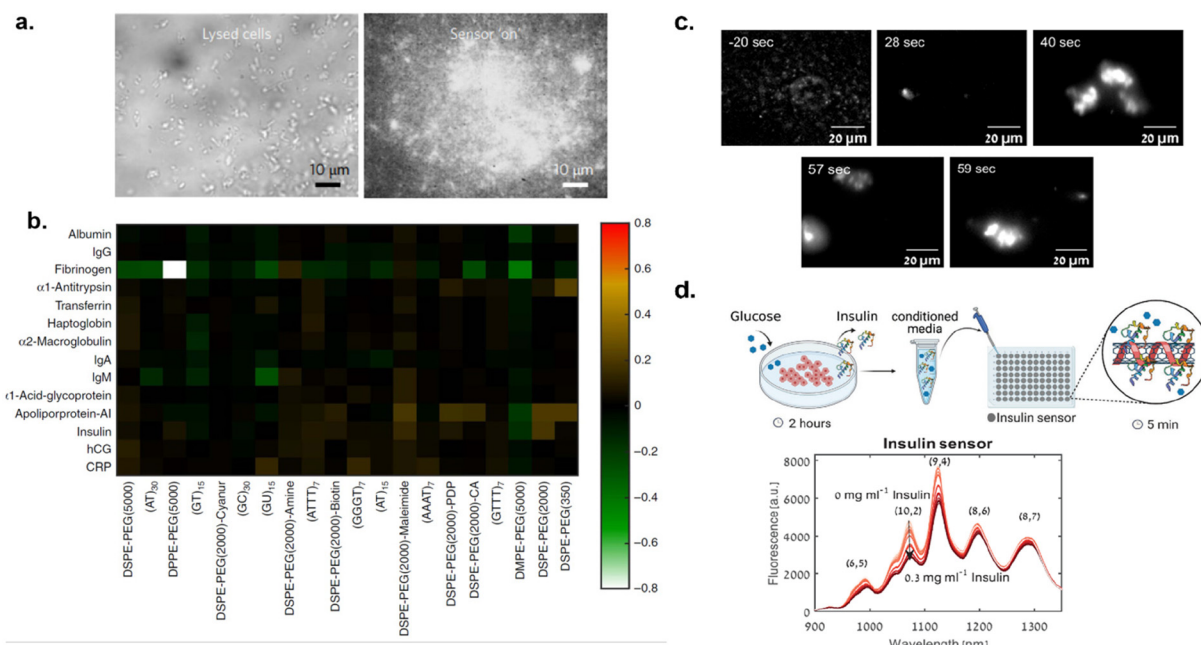 a.
Lysed cells
10 µm
Sensor 'on'
10 µm
b.
Albumin
IgG
Fibrinogen
α1-Antitrypsin
Transferrin
Haptoglobin
α2-Macroglobulin
IgA
IgM
α1-Acid-glycoprotein
Apoliporprotein-AI
Insulin
hCG
CRP
DSPE-PEG(5000)
(AT)30
DPPE-PEG(5000)
(GT)15
DSPE-PEG(2000)-Cyanur
(GC)30
(GU)15
DSPE-PEG(2000)-Amine
(ATTT)7
DSPE-PEG(2000)-Biotin
(GGGT)7
(AT)15
DSPE-PEG(2000)-Maleimide
(AAAT)7
DSPE-PEG(2000)-PDP
DSPE-PEG(2000)-CA
(GTTT)7
DMPE-PEG(5000)
DSPE-PEG(2000)
DSPE-PEG(350)
0.8
0.6
0.4
0.2
0
−0.2
−0.4
−0.6
−0.8
c.
-20 sec
20 µm
28 sec
20 µm
40 sec
20 µm
57 sec
20 µm
59 sec
20 µm
d.
Glucose
Insulin
conditioned
media
2 hours
Insulin sensor
5 min
Insulin sensor
Fluorescence [a.u.]
8000
6000
4000
2000
0
(9,4)
0 mg ml⁻¹ Insulin
(10,2)
(8,6)
(8,7)
(6,5)
0.3 mg ml⁻¹ Insulin
900
1000
1100
1200
1300
Wavelength [nm]